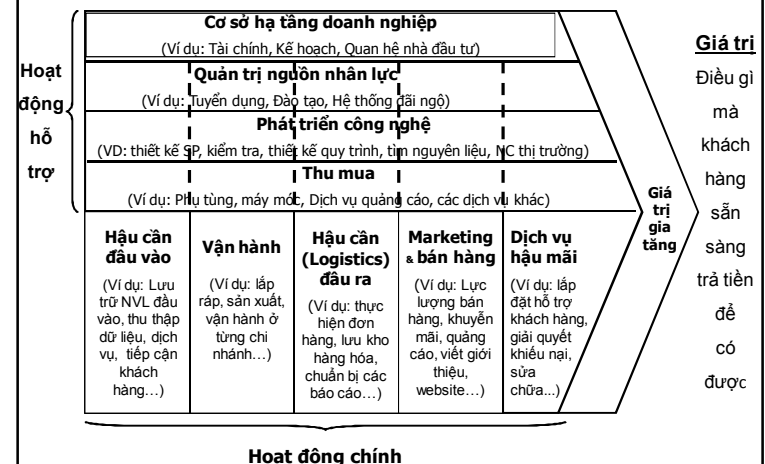 Cơ sở hạ tầng doanh nghiệp
(Ví dụ: Tài chính, Kế hoạch, Quan hệ nhà đầu tư)
Quản trị nguồn nhân lực
(Ví dụ: Tuyển dụng, Đào tạo, Hệ thống đãi ngộ)
Phát triển công nghệ
(VD: thiết kế SP, kiểm tra, thiết kế quy trình, tìm nguyên liệu, NC thị trường)
Thu mua
(Ví dụ: Phụ tùng, máy móc, Dịch vụ quảng cáo, các dịch vụ khác)
Hoạt
động
hỗ
trợ
Hậu cần
đầu vào
(Ví dụ: Lưu
trữ NVL đầu
vào, thu thập
dữ liệu, dịch
vụ, tiếp cận
khách
hàng…)
Vận hành
(Ví dụ: lắp
ráp, sản xuất,
vận hành ở
từng chi
nhánh…)
Hậu cần
(Logistics)
đầu ra
(Ví dụ: thực
hiện đơn
hàng, lưu kho
hàng hóa,
chuẩn bị các
báo cáo…)
Marketing
& bán hàng
(Ví dụ: Lực
lượng bán
hàng, khuyễn
mãi, quảng
cáo, viết giới
thiệu,
website…)
Dịch vụ
hậu mãi
(Ví dụ: lắp
đặt hỗ trợ
khách hàng,
giải quyết
khiếu nại,
sửa
chữa...)
Giá
trị
gia
tăng
Giá trị
Điều gì
mà
khách
hàng
sẵn
sàng
trả tiền
để
có
được
Hoạt động chính